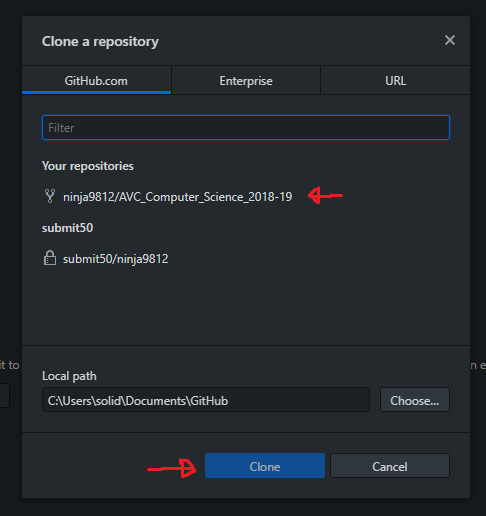 Clone a repository
GitHub.com Enterprise URL
Filter
Your repositories
ninja9812/AVC_Computer_Science_2018-19
submit50
submit50/ninja9812
it to
n e
Local path
C:\Users\solid\Documents\GitHub Choose...
Clone Cancel